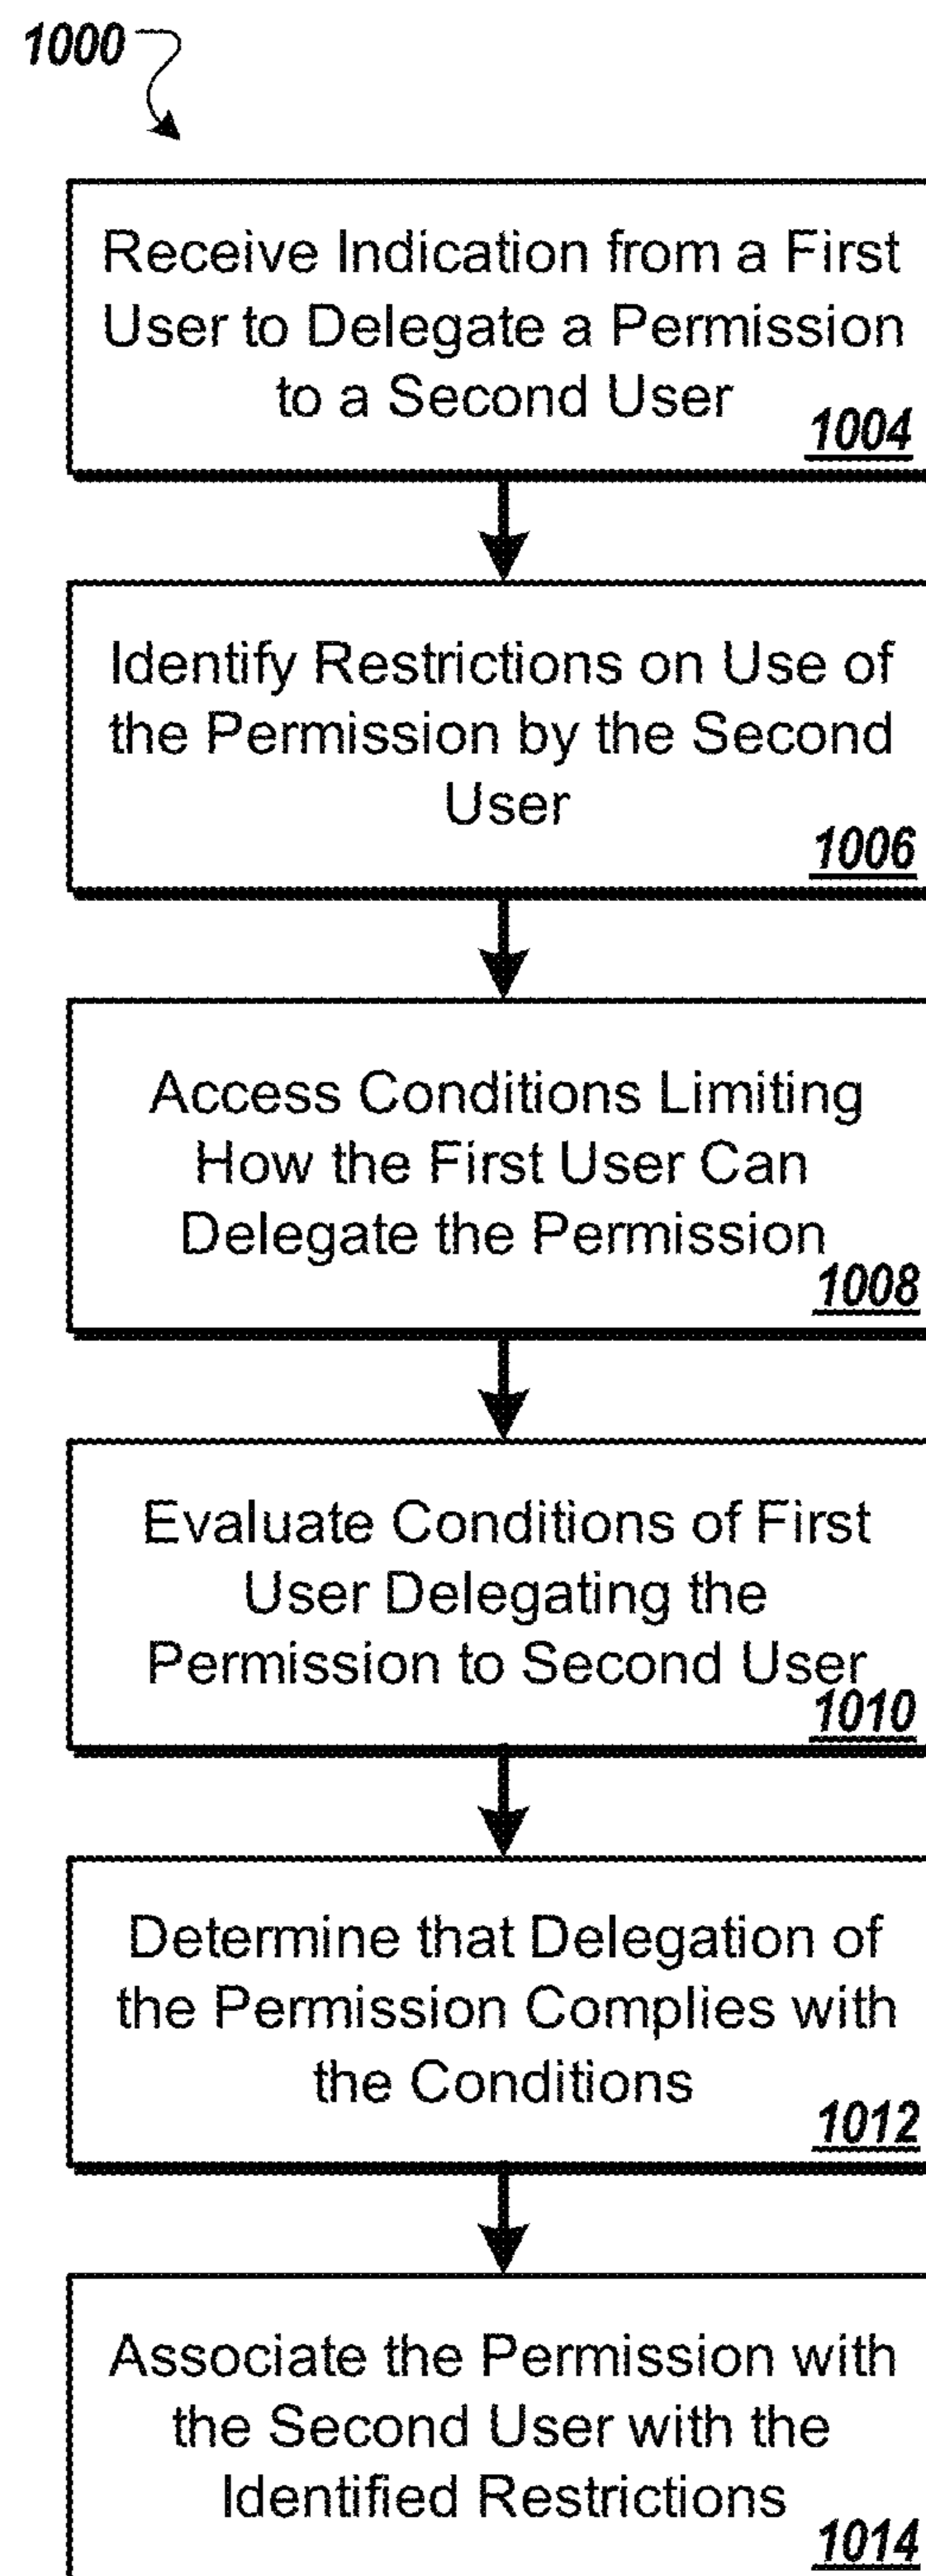 1000
Receive Indication from a First
User to Delegate a Permission
to a Second User
1004
Identify Restrictions on Use of
the Permission by the Second
User
1006
Access Conditions Limiting
How the First User Can
Delegate the Permission
1008
Evaluate Conditions of First
User Delegating the
Permission to Second User
1010
Determine that Delegation of
the Permission Complies with
the Conditions
1012
Associate the Permission with
the Second User with the
Identified Restrictions
1014